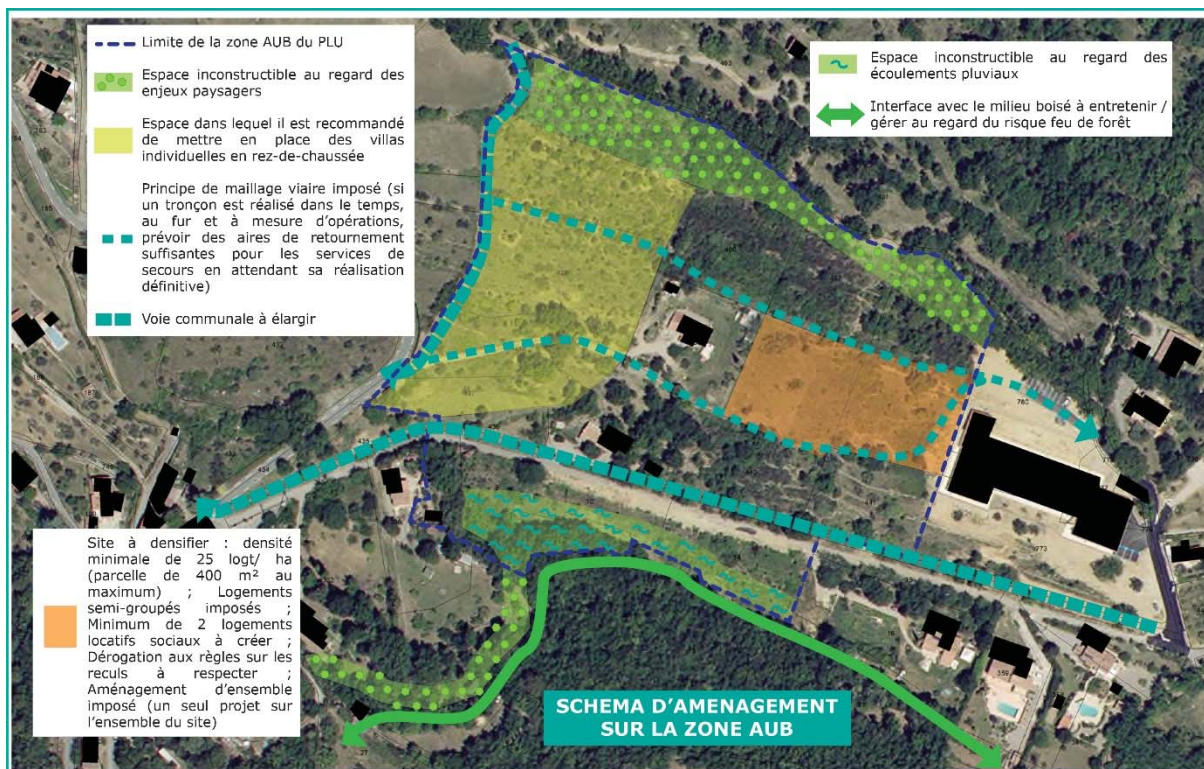 Limite de la zone AUB du PLU
Espace inconstructible au regard des
enjeux paysagers
Espace dans lequel il est recommandé
de mettre en place des villas
individuelles en rez-de-chaussée
Principe de maillage viaire imposé (si
un tronçon est réalisé dans le temps,
au fur et à mesure d'opérations,
prévoir des aires de retournement
suffisantes pour les services de
secours en attendant sa réalisation
définitive)
Voie communale à élargir
Espace inconstructible au regard des
écoulements pluviaux
Interface avec le milieu boisé à entretenir /
gérer au regard du risque feu de forêt
Site à densifier : densité
minimale de 25 logt/ ha
(parcelle de 400 m² au
maximum) ; Logements
semi-groupés imposés ;
Minimum de 2 logements
locatifs sociaux à créer ;
Dérogation aux règles sur les
reculs à respecter ;
Aménagement d'ensemble
imposé (un seul projet sur
l'ensemble du site)
SCHEMA D'AMENAGEMENT
SUR LA ZONE AUB
780
773
359
434
435
436
187